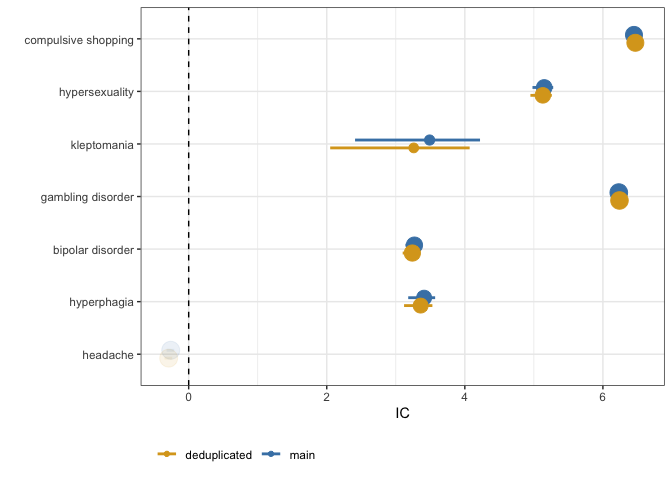 compulsive shopping
hypersexuality
kleptomania
gambling disorder
bipolar disorder
hyperphagia
headache
0 2 4 6
IC
deduplicated main